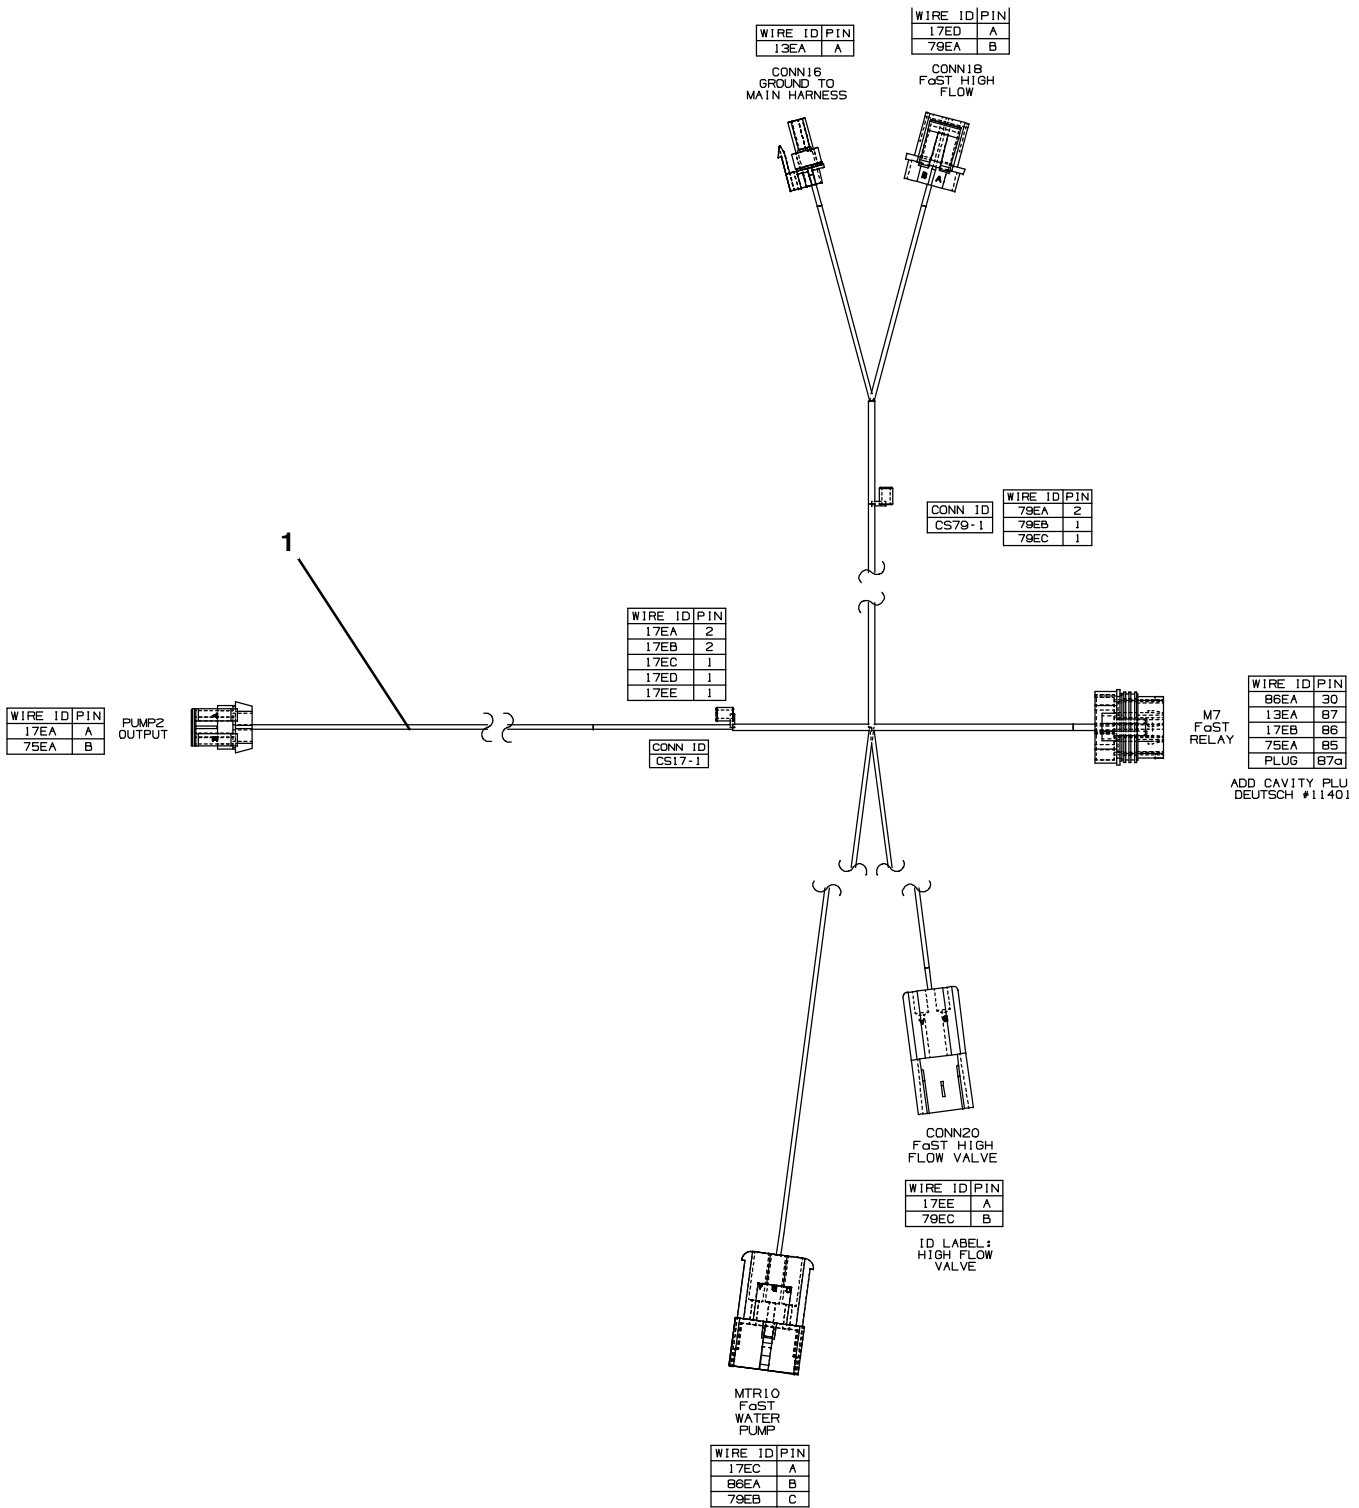 WIRE ID PIN
13EA A
CONN16
GROUND TO
MAIN HARNESS
WIRE ID PIN
17ED A
79EA B
CONN18
FaST HIGH
FLOW
B A
CONN ID
CS79-1
WIRE ID PIN
79EA 2
79EB 1
79EC 1
1
WIRE ID PIN
17EA 2
17EB 2
17EC 1
17ED 1
17EE 1
CONN ID
CS17-1
WIRE ID PIN
17EA A
75EA B
PUMP2
OUTPUT
M7
FaST
RELAY
WIRE ID PIN
86EA 30
13EA 87
17EB 86
75EA 85
PLUG 87a
ADD CAVITY PLU
DEUTSCH #11401
CONN20
FaST HIGH
FLOW VALVE
WIRE ID PIN
17EE A
79EC B
ID LABEL:
HIGH FLOW
VALVE
MTR10
FaST
WATER
PUMP
WIRE ID PIN
17EC A
86EA B
79EB C